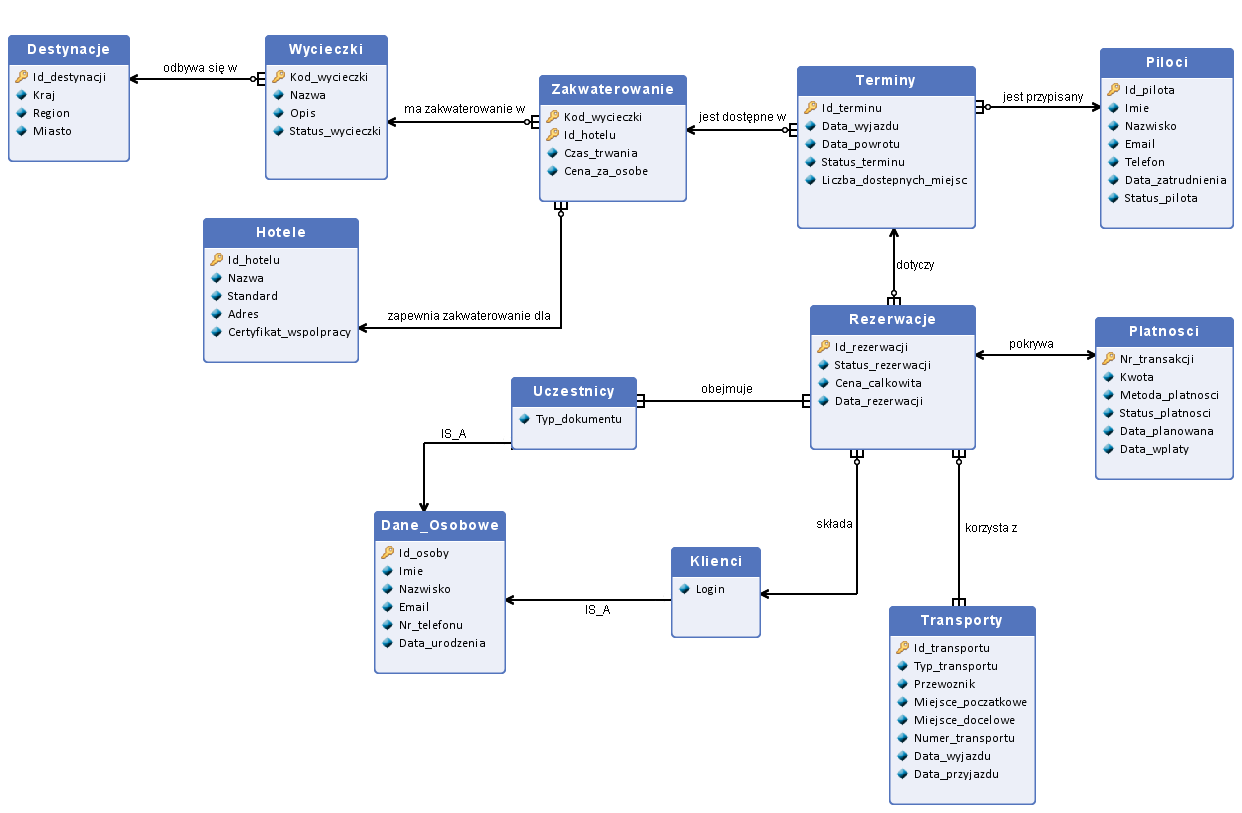 Destynacje
Id_destynacji
Kraj
Region
Miasto
odbywa się w
Wycieczki
Kod_wycieczki
Nazwa
Opis
Status_wycieczki
ma zakwaterowanie w
Zakwaterowanie
Kod_wycieczki
Id_hotelu
Czas_trwania
Cena_za_osobe
jest dostępne w
Terminy
Id_terminu
Data_wyjazdu
Data_powrotu
Status_terminu
Liczba_dostepnych_miejsc
jest przypisany
Piloci
Id_pilota
Imie
Nazwisko
Email
Telefon
Data_zatrudnienia
Status_pilota
Hotele
Id_hotelu
Nazwa
Standard
Adres
Certyfikat_wspolpracy
zapewnia zakwaterowanie dla
dotyczy
Rezerwacje
Id_rezerwacji
Status_rezerwacji
Cena_calkowita
Data_rezerwacji
pokrywa
Platnosci
Nr_transakcji
Kwota
Metoda_platnosci
Status_platnosci
Data_planowana
Data_wplaty
Uczestnicy
Typ_dokumentu
obejmuje
IS_A
Dane_Osobowe
Id_osoby
Imie
Nazwisko
Email
Nr_telefonu
Data_urodzenia
IS_A
Klienci
Login
składa
korzysta z
Transporty
Id_transportu
Typ_transportu
Przewoznik
Miejsce_poczatkowe
Miejsce_docelowe
Numer_transportu
Data_wyjazdu
Data_przyjazdu